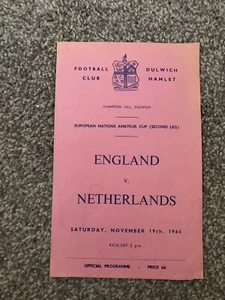 FOOTBALL DULWICH
CLUB HAMLET
CHAMPION HILL, DULWICH
EUROPEAN NATIONS AMATEUR CUP (SECOND LEG)
ENGLAND
v.
NETHERLANDS
SATURDAY, NOVEMBER 19th, 1966
KICK-OFF 3 p.m.
OFFICIAL PROGRAMME - PRICE 6d.